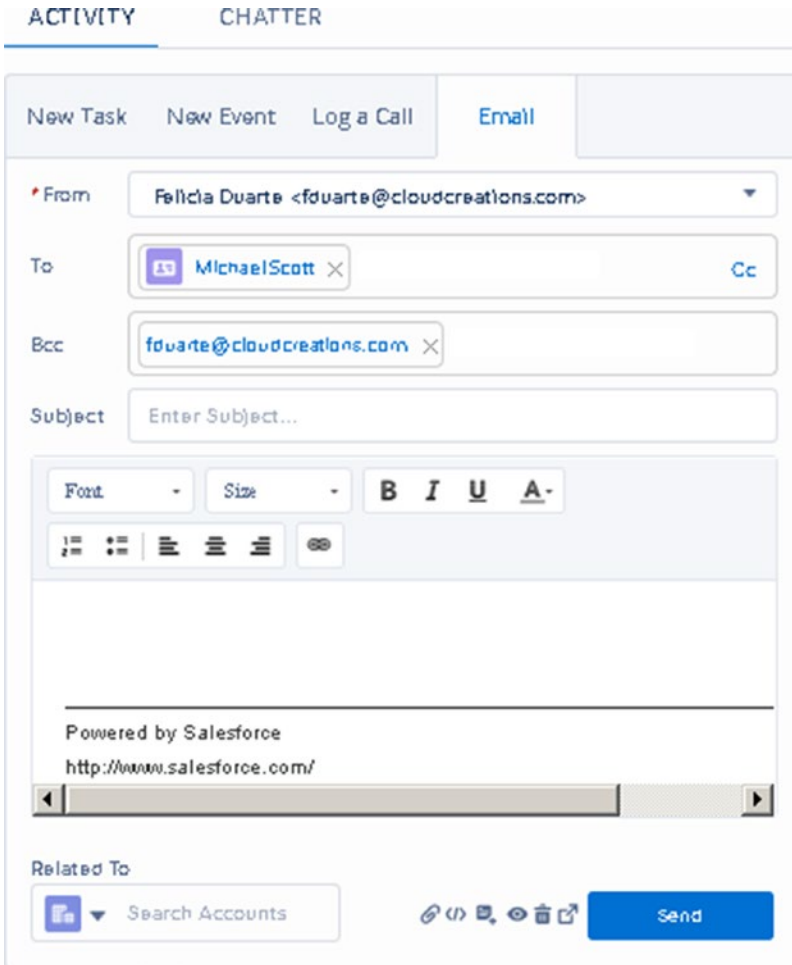 ACTIVITY CHATTER
New Task New Event Log a Call Email
* From Felicia Duarte <fduarte@cloudcreations.com>
To Michael Scott Cc
Bcc fduarte@cloudcreations.com
Subject Enter Subject...
Font Size B I U A
Powered by Salesforce
http://www.salesforce.com/
Related To
Search Accounts Send